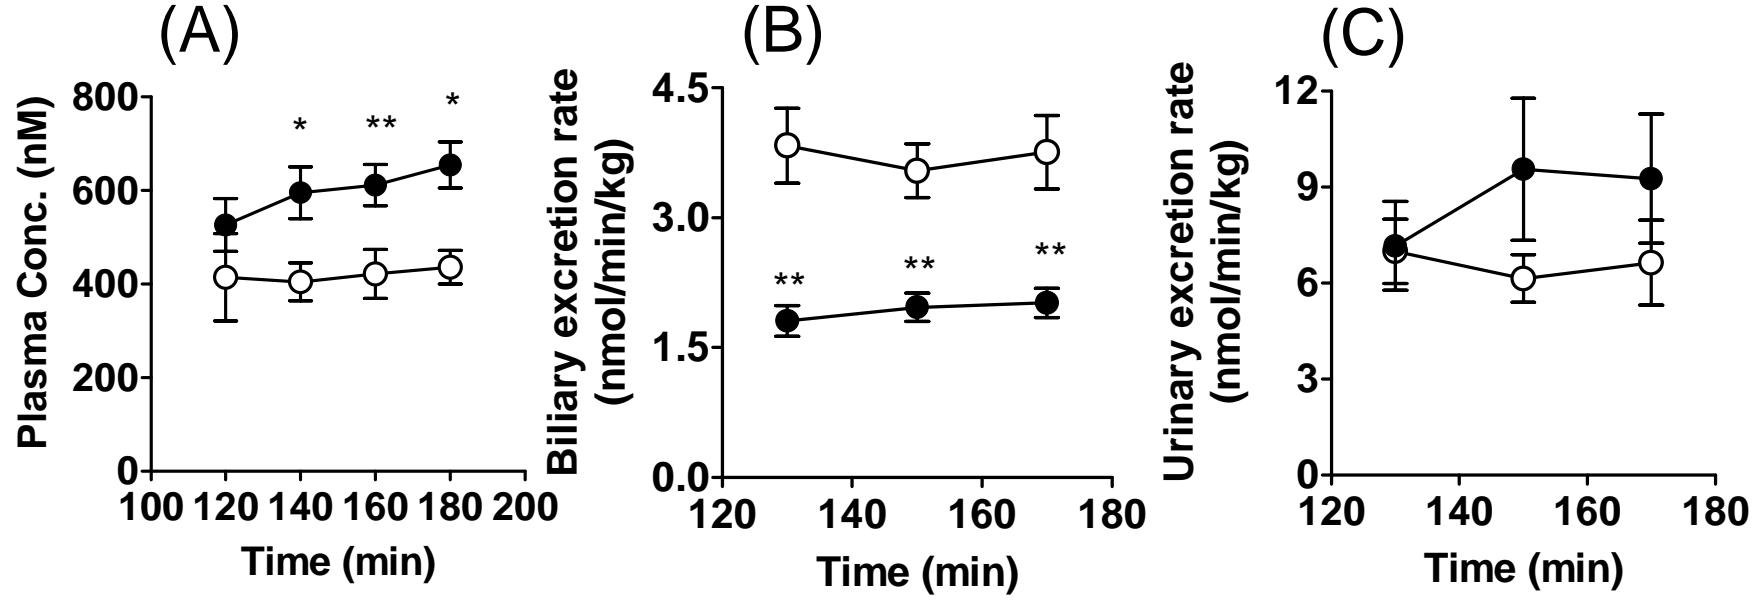 (A)
Plasma Conc. (nM)
800
600
400
200
0
*
**
*
100 120 140 160 180 200
Time (min)
(B)
Biliary excretion rate
(nmol/min/kg)
4.5
3.0
1.5
0.0
**
**
**
120 140 160 180
Time (min)
(C)
Urinary excretion rate
(nmol/min/kg)
12
9
6
3
0
120 140 160 180
Time (min)